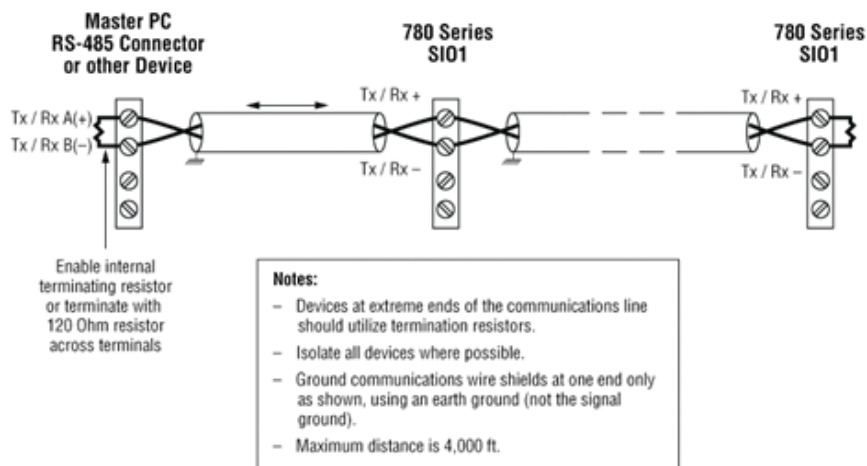 Master PC
RS-485 Connector
or other Device
780 Series
SIO1
780 Series
SIO1
Tx / Rx A(+)
Tx / Rx B(–)
Tx / Rx +
Tx / Rx –
Tx / Rx +
Tx / Rx –
Enable internal
terminating resistor
or terminate with
120 Ohm resistor
across terminals
Notes:
– Devices at extreme ends of the communications line
should utilize termination resistors.
– Isolate all devices where possible.
– Ground communications wire shields at one end only
as shown, using an earth ground (not the signal
ground).
– Maximum distance is 4,000 ft.